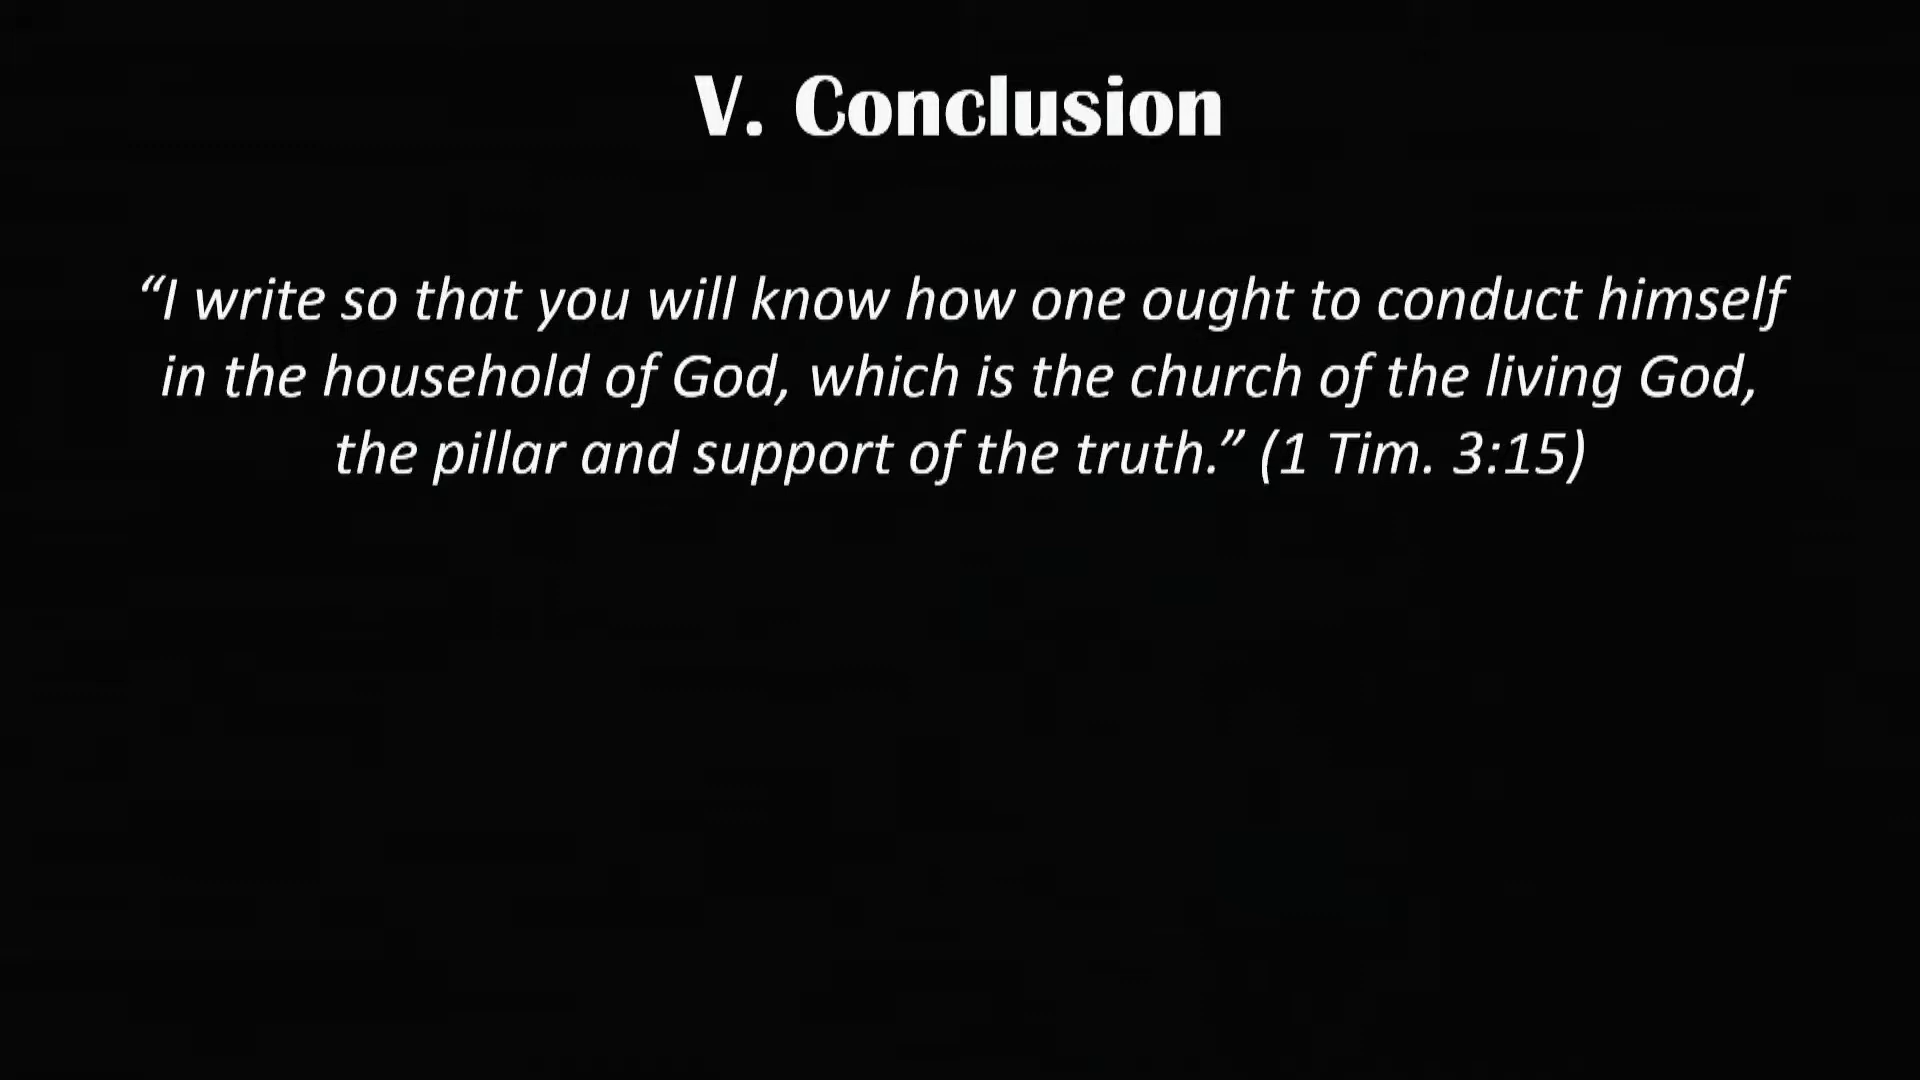 V. Conclusion
“I write so that you will know how one ought to conduct himself
in the household of God, which is the church of the living God,
the pillar and support of the truth.” (1 Tim. 3:15)